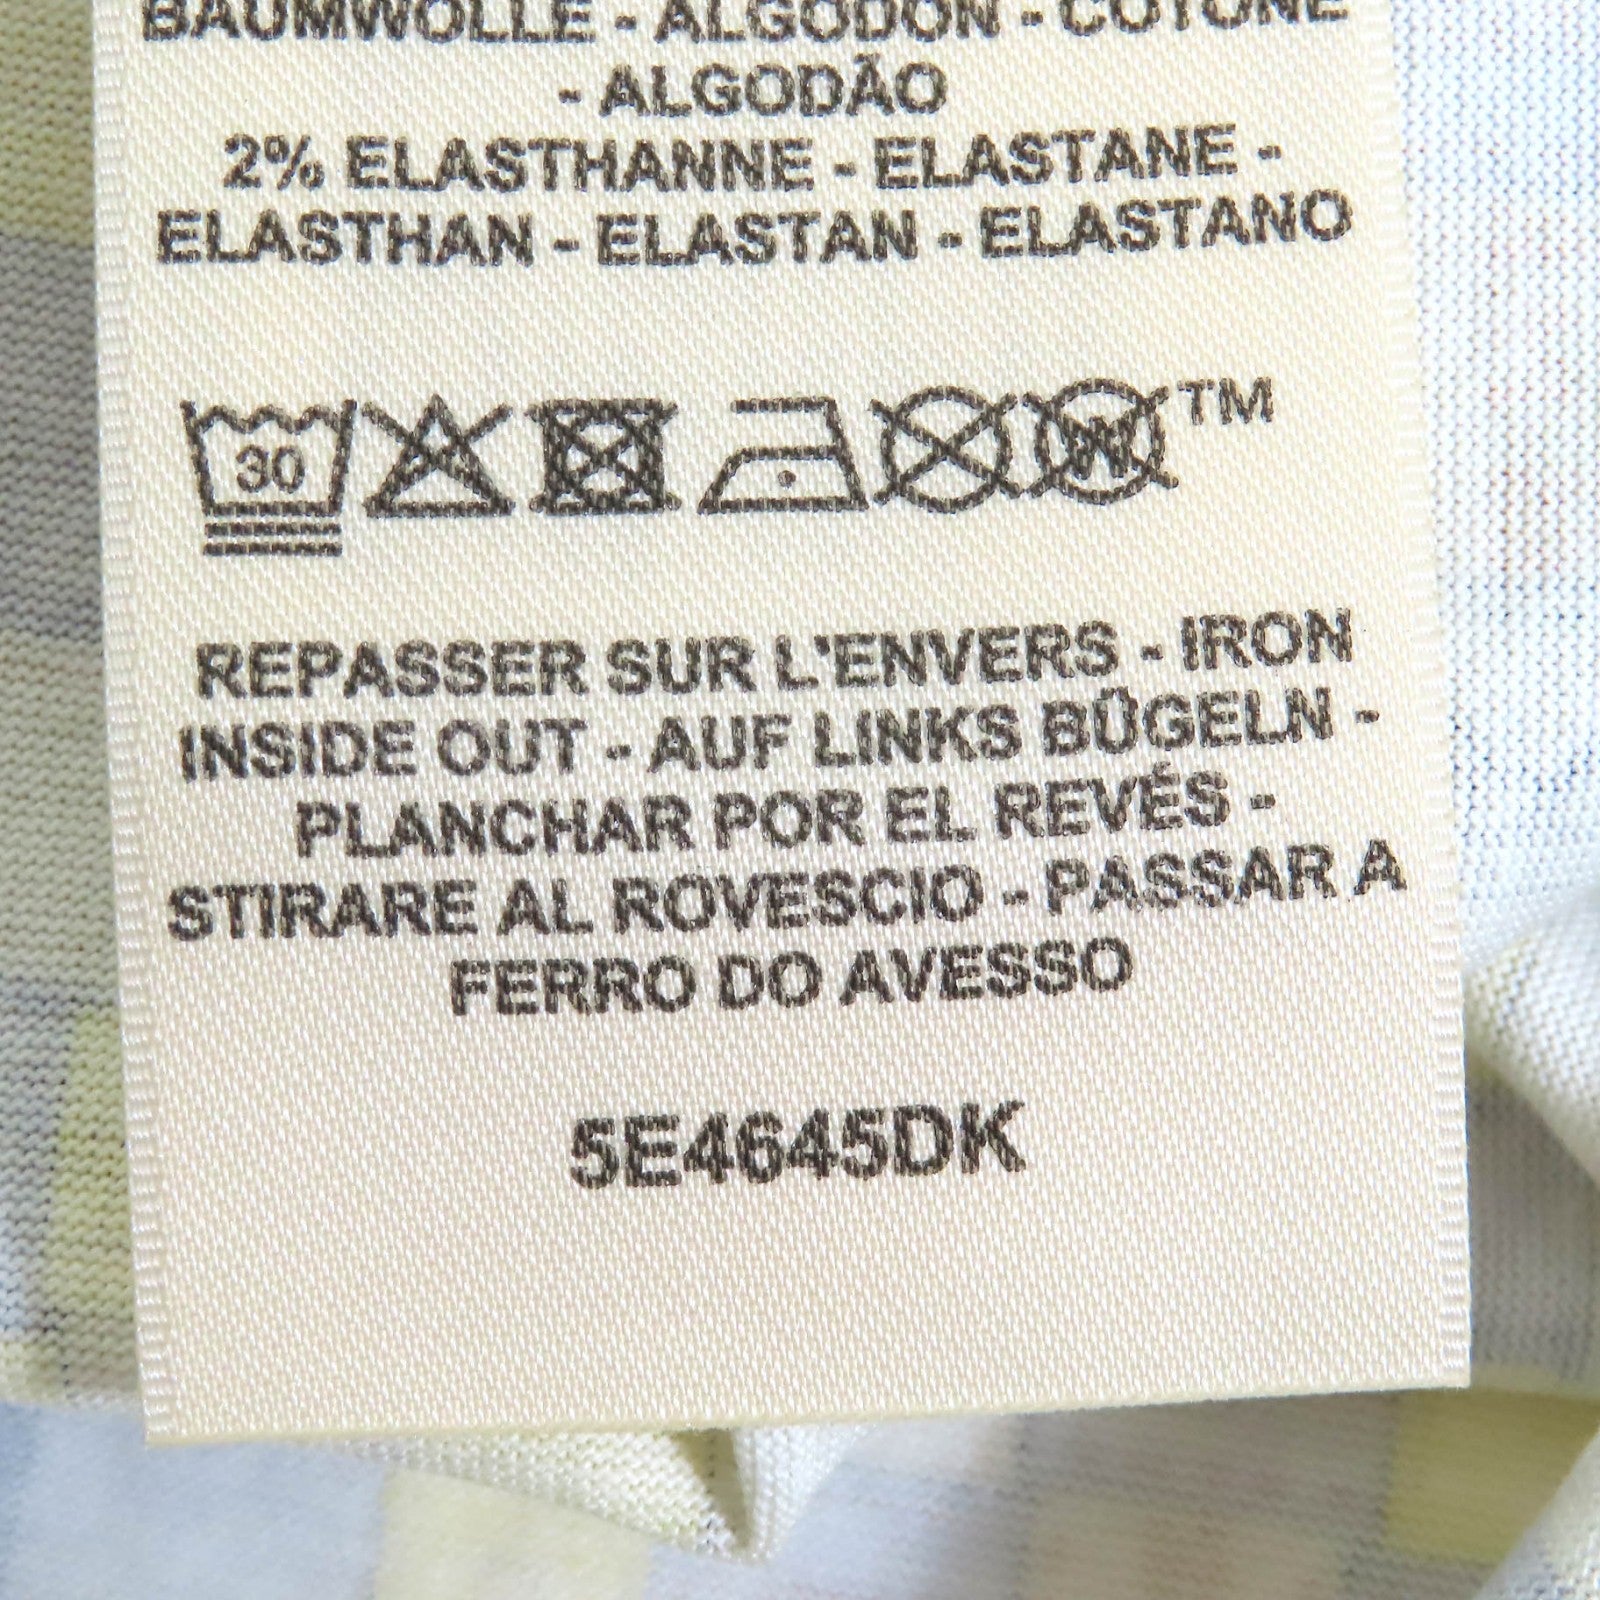 BAUMWOLLE - ALGODÓN - COTONE
- ALGODÃO
2% ELASTHANNE - ELASTANE -
ELASTHAN - ELASTAN - ELASTANO
30 W TM
REPASSER SUR L'ENVERS - IRON
INSIDE OUT - AUF LINKS BÜGELN -
PLANCHAR POR EL REVÉS -
STIRARE AL ROVESCIO - PASSAR A
FERRO DO AVESSO
5E4645DK